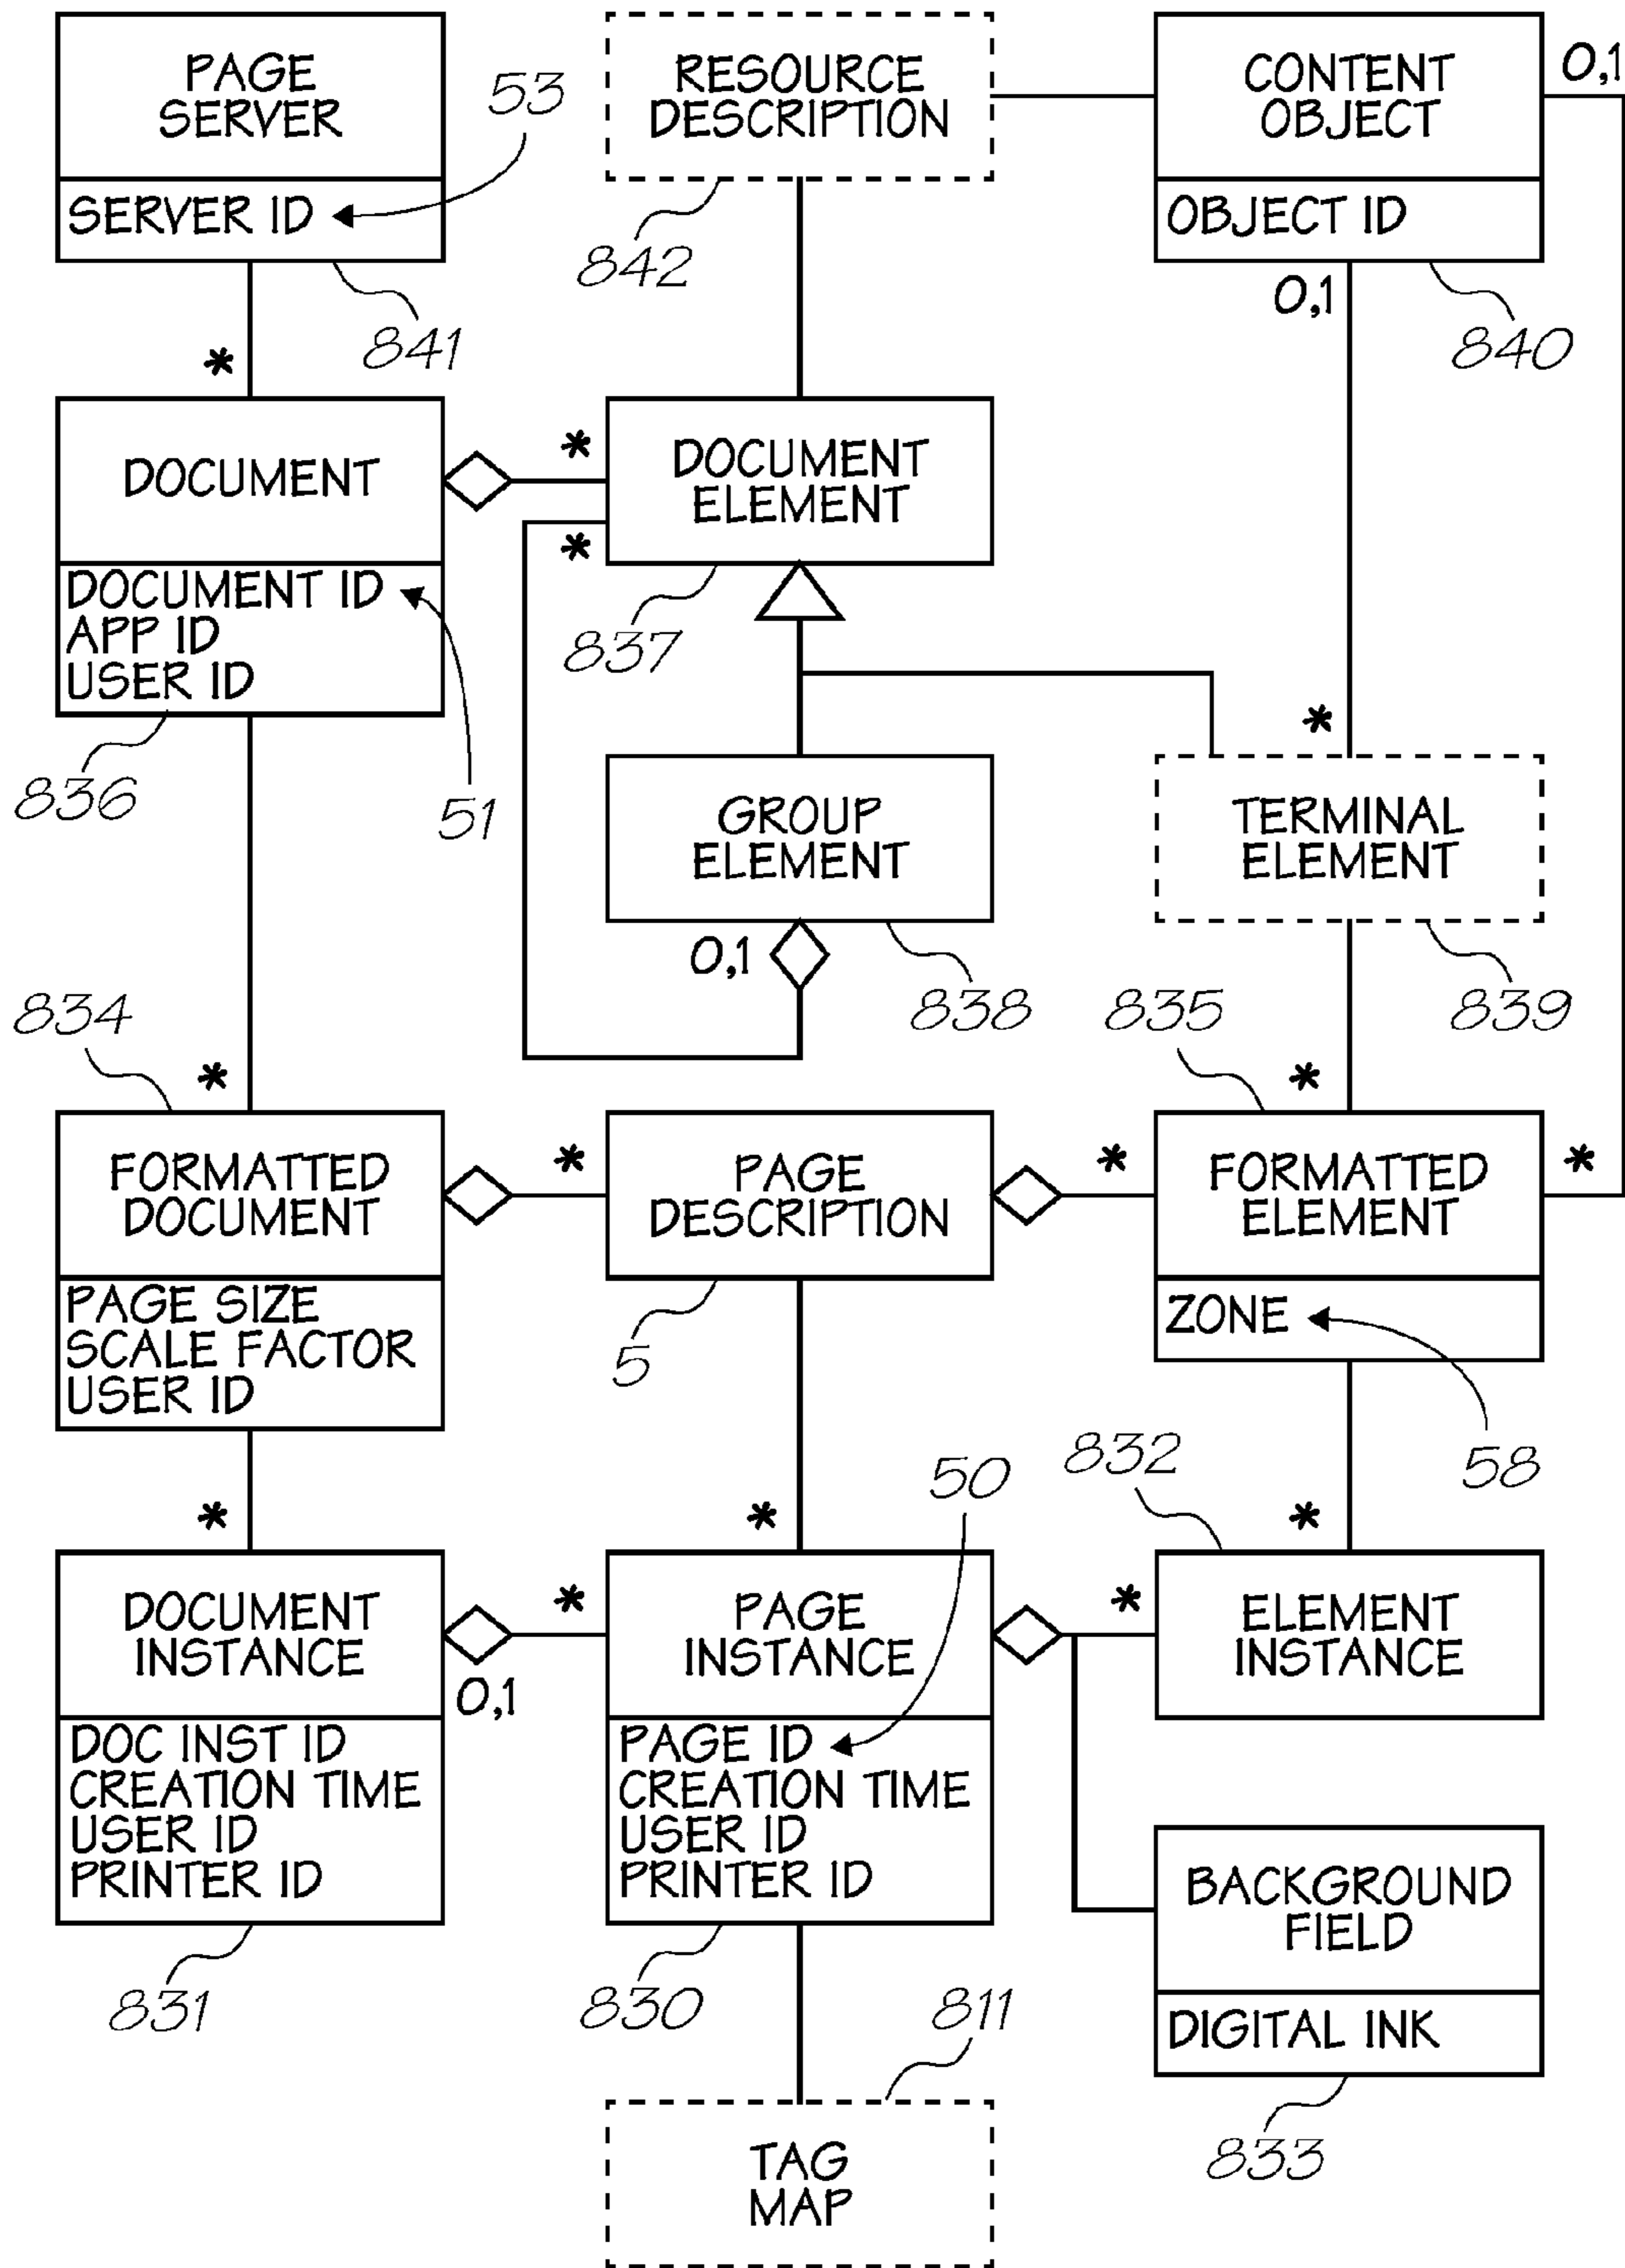 PAGE
SERVER
SERVER ID
53
841
RESOURCE
DESCRIPTION
842
CONTENT
OBJECT
OBJECT ID
0,1
0,1
840
*
DOCUMENT
DOCUMENT ID
APP ID
USER ID
836
51
*
*
DOCUMENT
ELEMENT
837
GROUP
ELEMENT
0,1
838
*
TERMINAL
ELEMENT
839
834
*
FORMATTED
DOCUMENT
PAGE SIZE
SCALE FACTOR
USER ID
*
PAGE
DESCRIPTION
5
835
*
*
*
FORMATTED
ELEMENT
ZONE
58
*
DOCUMENT
INSTANCE
DOC INST ID
CREATION TIME
USER ID
PRINTER ID
831
0,1
*
*
50
PAGE
INSTANCE
PAGE ID
CREATION TIME
USER ID
PRINTER ID
830
832
*
*
ELEMENT
INSTANCE
BACKGROUND
FIELD
DIGITAL INK
833
811
TAG
MAP